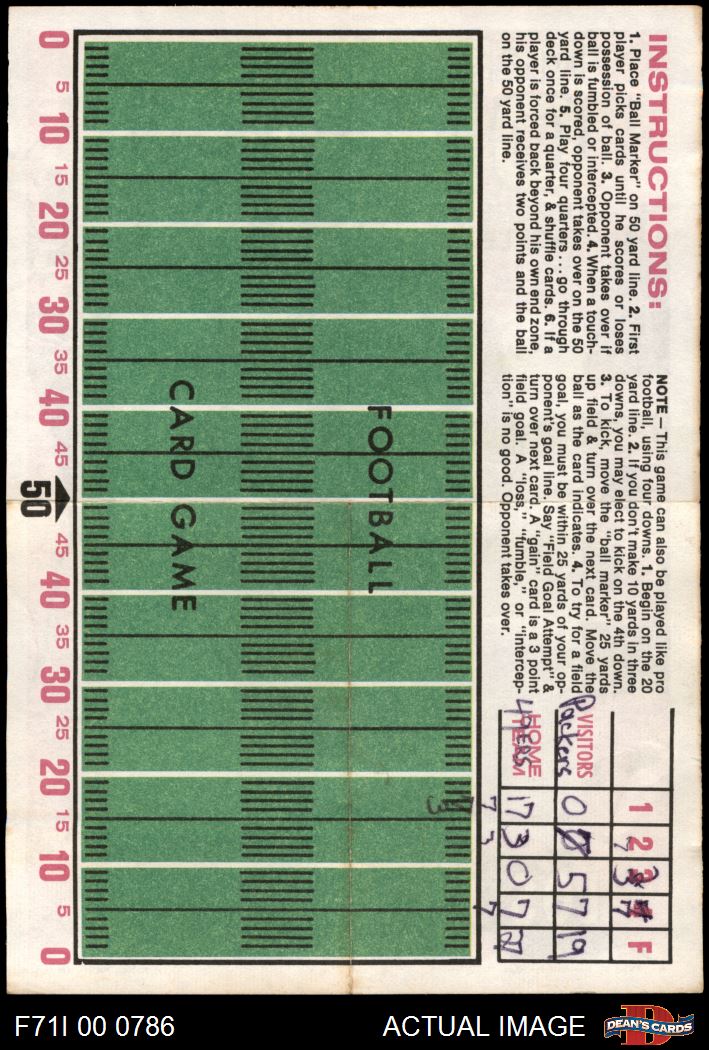 INSTRUCTIONS:
1. Place "Ball Marker" on 50 yard line. 2. First
player picks cards until he scores or loses
possession of ball. 3. Opponent takes over if
ball is fumbled or intercepted. 4. When a touch-
down is scored, opponent takes over on the 50
yard line. 5. Play four quarters...go through
deck once for a quarter, & shuffle cards. 6. If a
player is forced back beyond his own end zone,
his opponent receives two points and the ball
on the 50 yard line.
NOTE — This game can also be played like pro
football, using four downs. 1. Begin on the 20
yard line. 2. If you don't make 10 yards in three
downs, you may elect to kick on the 4th down.
3. To kick, move the "ball marker" 25 yards
up field & turn over the next card. Move the
ball as the card indicates. 4. To try for a field
goal, you must be within 25 yards of your op-
ponent's goal line. Say "Field Goal Attempt" &
turn over next card. A "gain" card is a 3 point
field goal. A "loss," "fumble," or "intercep-
tion" is no good. Opponent takes over.
1 2 3 F
VISITORS Packers 0 57 19
HOME TEAM 49ers 17 3 0 7
7 3 7
FOOTBALL
CARD GAME
0 5 10 15 20 25 30 35 40 45 50 45 40 35 30 25 20 15 10 5 0
F71I 00 0786
ACTUAL IMAGE
D
DEAN'S CARDS